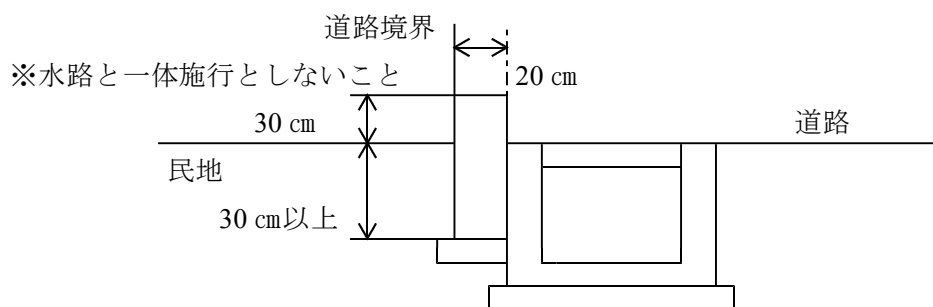 道路境界
※水路と一体施行としないこと
20 ㎝
30 ㎝
道路
民地
30 ㎝以上